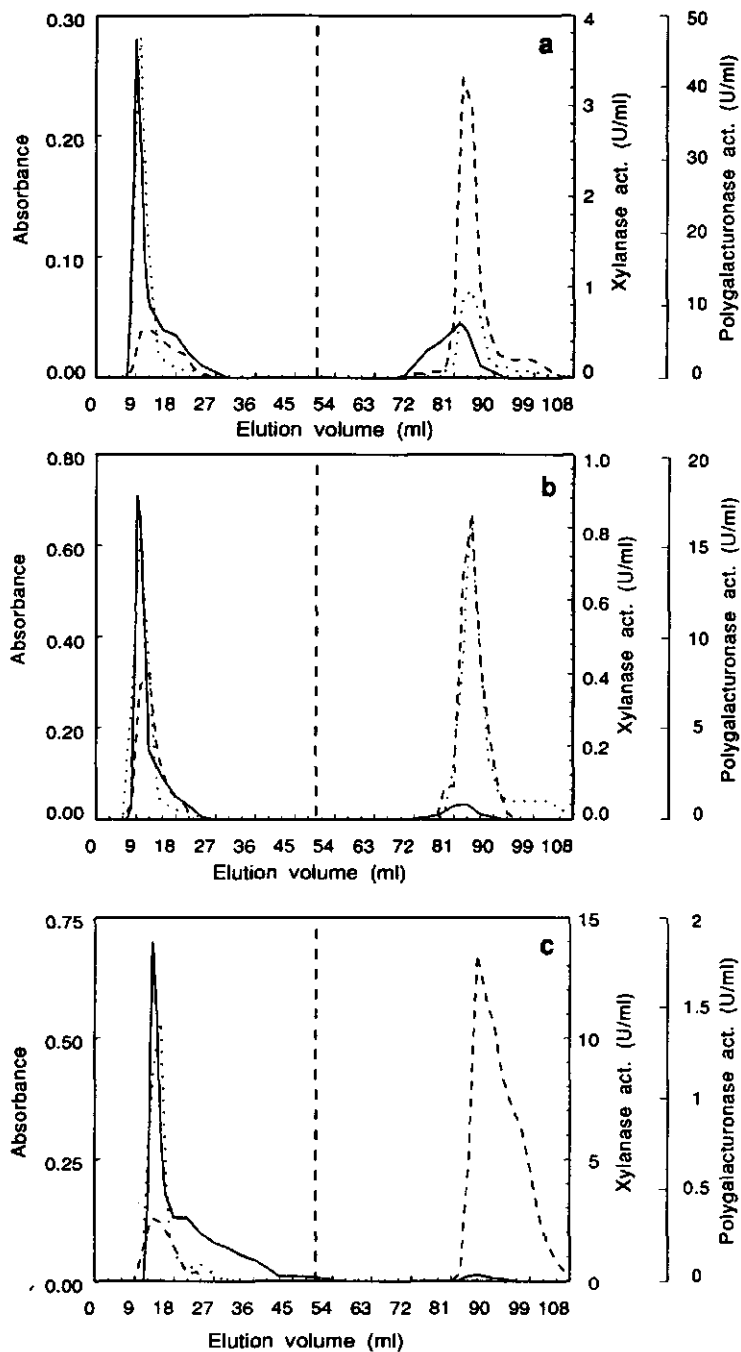 a
0.30
0.20
0.10
0.00
Absorbance
4
3
2
1
0
Xylanase act. (U/ml)
50
40
30
20
10
0
Polygalacturonase act. (U/ml)
0 9 18 27 36 45 54 63 72 81 90 99 108
Elution volume (ml)
b
0.80
0.60
0.40
0.20
0.00
Absorbance
1.0
0.8
0.6
0.4
0.2
0.0
Xylanase act. (U/ml)
20
15
10
5
0
Polygalacturonase act. (U/ml)
0 9 18 27 36 45 54 63 72 81 90 99 108
Elution volume (ml)
c
0.75
0.50
0.25
0.00
Absorbance
15
10
5
0
Xylanase act. (U/ml)
2
1.5
1
0.5
0
Polygalacturonase act. (U/ml)
0 9 18 27 36 45 54 63 72 81 90 99 108
Elution volume (ml)